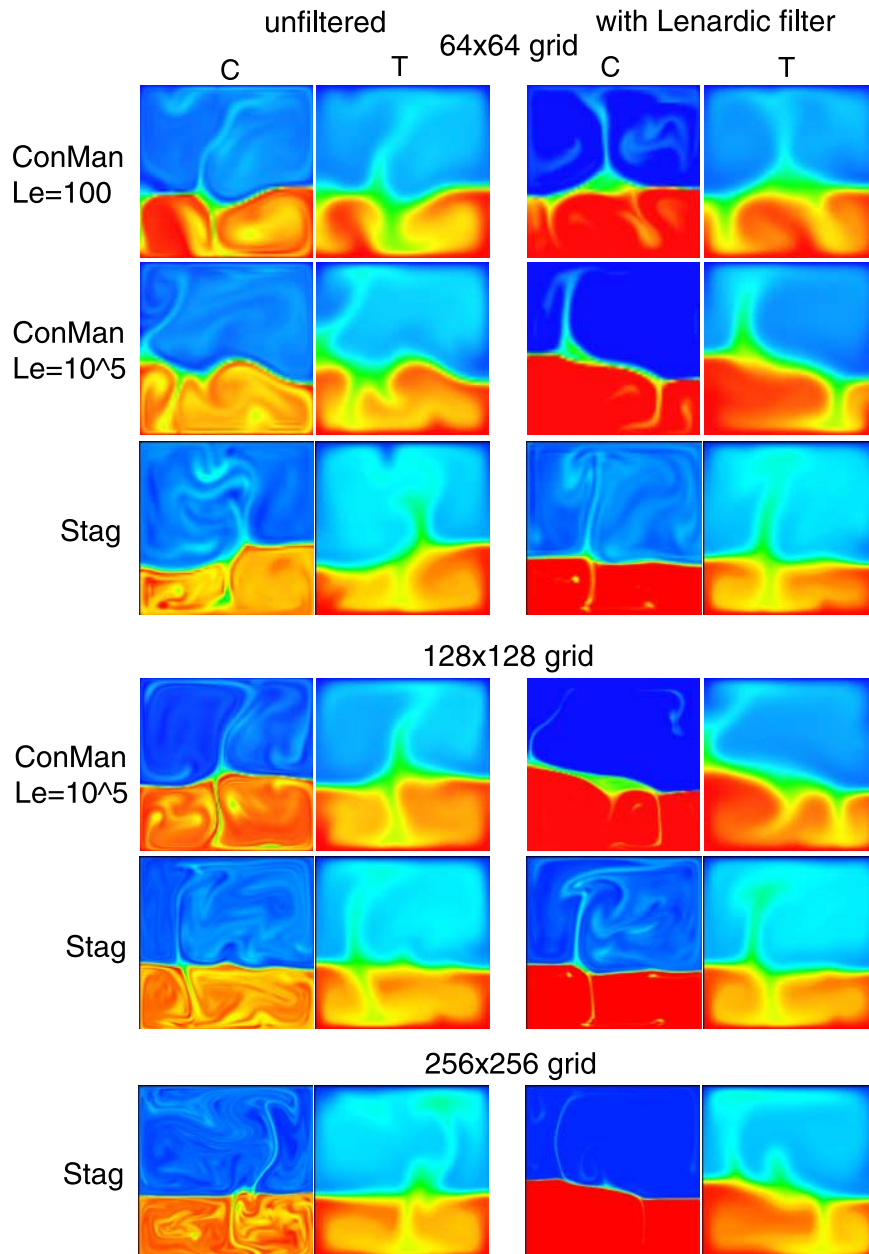 unfiltered
with Lenardic filter
64x64 grid
C
T
C
T
ConMan
Le=100
ConMan
Le=10^5
Stag
128x128 grid
ConMan
Le=10^5
Stag
256x256 grid
Stag